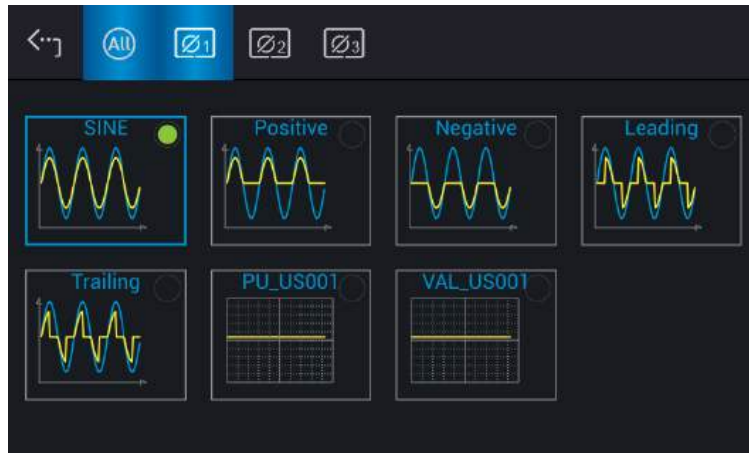 All Ø1 Ø2 Ø3
SINE Positive Negative Leading
Trailing PU_US001 VAL_US001